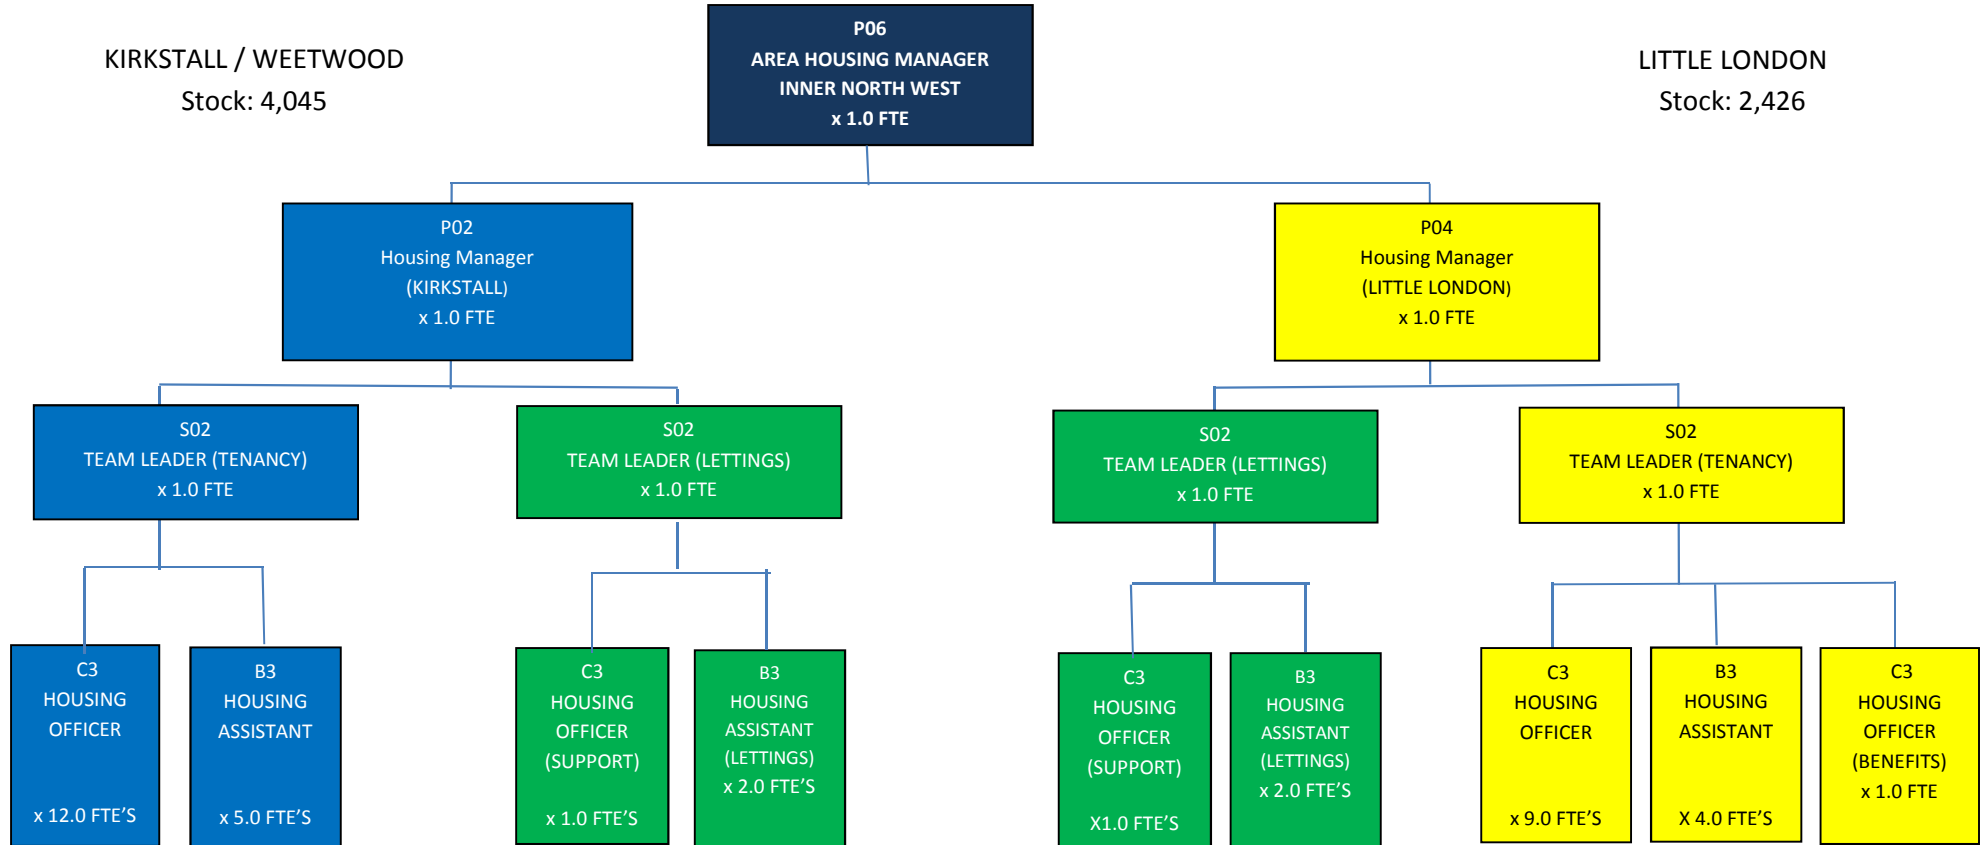 KIRKSTALL / WEETWOOD
Stock: 4,045
P06
AREA HOUSING MANAGER
INNER NORTH WEST
x 1.0 FTE
LITTLE LONDON
Stock: 2,426
P02
Housing Manager
(KIRKSTALL)
x 1.0 FTE
P04
Housing Manager
(LITTLE LONDON)
x 1.0 FTE
S02
TEAM LEADER (TENANCY)
x 1.0 FTE
S02
TEAM LEADER (LETTINGS)
x 1.0 FTE
S02
TEAM LEADER (LETTINGS)
x 1.0 FTE
S02
TEAM LEADER (TENANCY)
x 1.0 FTE
C3
HOUSING
OFFICER
x 12.0 FTE’S
B3
HOUSING
ASSISTANT
x 5.0 FTE’S
C3
HOUSING
OFFICER
(SUPPORT)
x 1.0 FTE’S
B3
HOUSING
ASSISTANT
(LETTINGS)
x 2.0 FTE’S
C3
HOUSING
OFFICER
(SUPPORT)
X1.0 FTE’S
B3
HOUSING
ASSISTANT
(LETTINGS)
x 2.0 FTE’S
C3
HOUSING
OFFICER
x 9.0 FTE’S
B3
HOUSING
ASSISTANT
X 4.0 FTE’S
C3
HOUSING
OFFICER
(BENEFITS)
x 1.0 FTE